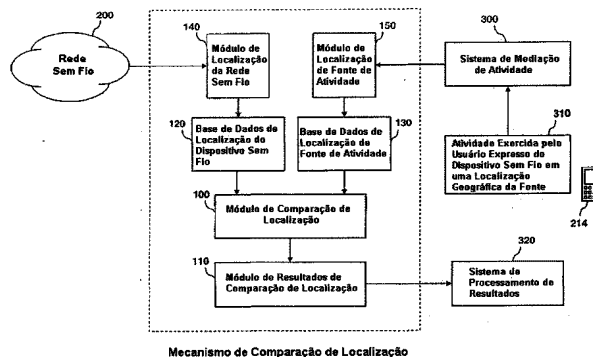 200
Rede
Sem Fio
140
Módulo de
Localização
da Rede
Sem Fio
150
Módulo de
Localização
de Fonte de
Atividade
300
Sistema de Mediação
de Atividade
120
Base de Dados de
Localização do
Dispositivo Sem
Fio
130
Base de Dados de
Localização de
Fonte de Atividade
310
Atividade Exercida pelo
Usuário Expresso do
Dispositivo Sem Fio em
uma Localização
Geográfica da Fonte
214
100
Módulo de Comparação de
Localização
110
Módulo de Resultados de
Comparação de Localização
320
Sistema de
Processamento de
Resultados
Mecanismo de Comparação de Localização